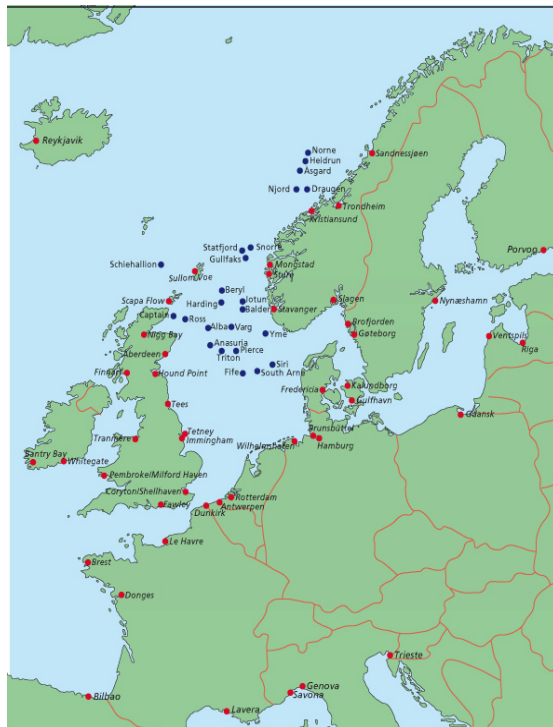 Reykjavik
Norne
Heidrun
Åsgard
Sandnessjøen
Njord
Draugen
Trondheim
Kristiansund
Statfjord
Snorre
Gullfaks
Porvoo
Schiehallion
Mongstad
Sture
Sullom Voe
Beryl
Scapa Flow
Harding
Jotun
Balder
Stavanger
Slagen
Nynæshamn
Captain
Ross
Alba
Varg
Brofjorden
Nigg Bay
Yme
Gøteborg
Ventspils
Riga
Anasuria
Aberdeen
Triton
Pierce
Finnart
Hound Point
Siri
Fife
South Arne
Fredericia
Kalundborg
Gulfhavn
Tees
Gdansk
Tetney
Tranmere
Immingham
Brunsbüttel
Wilhelmshaven
Hamburg
Bantry Bay
Whitegate
Pembroke/Milford Haven
Coryton/Shellhaven
Rotterdam
Fawley
Antwerpen
Dunkirk
Le Havre
Brest
Donges
Trieste
Bilbao
Genova
Savona
Lavera